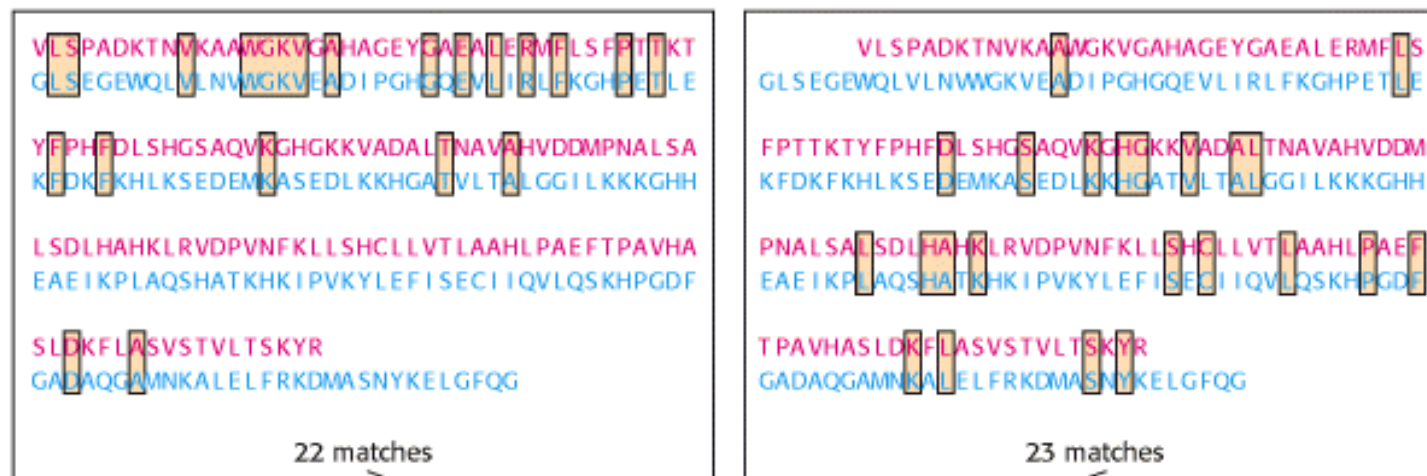 VLSPADKTNVKAAWGKVGAHAGEYGAEALERMFLSFPTTKT
GLSEGEWQLVLNVWGKVEADIPGHGQEVLIRLFKGHPETLE
YFPHFDLSHGSAQVKGHGKKVADALTNAVAHVDDMPNALSA
KFDKFKHLKSEDEMKASEDLKKHGATVLTALGGILKKKGHH
LSDLHAHKLRVDPVNFKLLSHCLLVTLAAHLPAEFTPAVHA
EAEIKPLAQSHATKHKIPVKYLEFISECIIQVLQSKHPGDF
SLDKFLASVSTVLTSKYR
GADAQGAMNKALELFRKDMASNYKELGFQG
22 matches
VLSPADKTNVKAAWGKVGAHAGEYGAEALERMFLS
GLSEGEWQLVLNVWGKVEADIPGHGQEVLIRLFKGHPETLE
FPTTKTYFPHFDLSHGSAQVKGHGKKVADALTNAVAHVDDM
KFDKFKHLKSEDEMKASEDLKKHGATVLTALGGILKKKGHH
PNALSALSDLHAHKLRVDPVNFKLLSHCLLVTLAAHLPAEF
EAEIKPLAQSHATKHKIPVKYLEFISECIIQVLQSKHPGDF
TPAVHASLDKFLASVSTVLTSKYR
GADAQGAMNKALELFRKDMASNYKELGFQG
23 matches